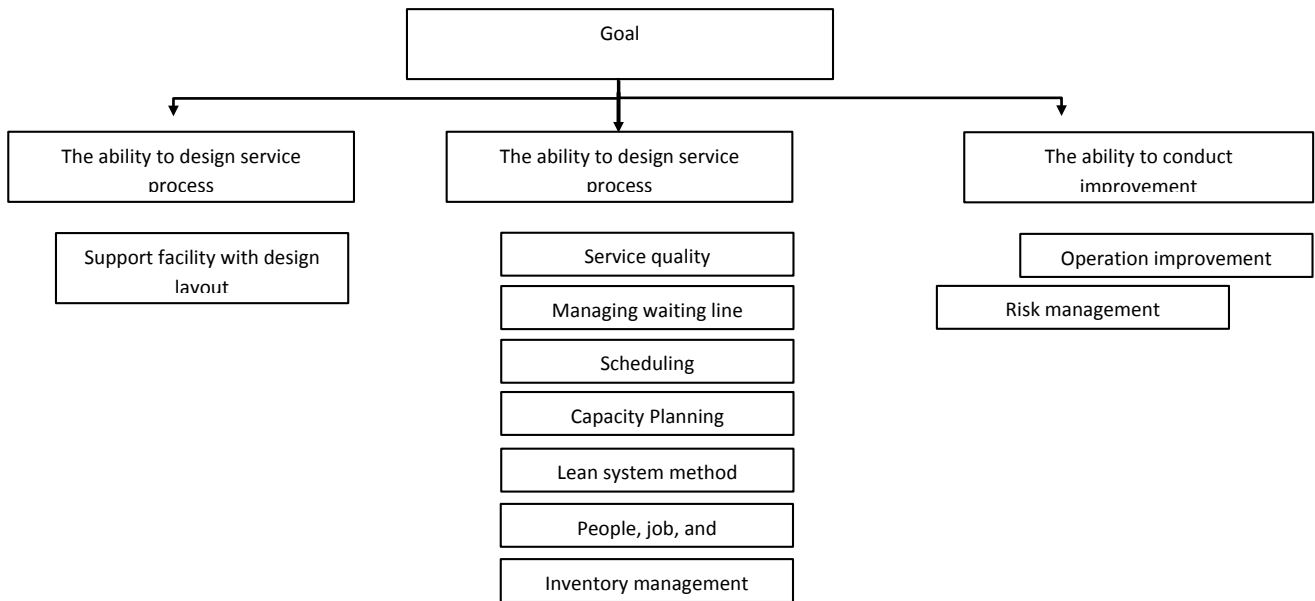 Goal
The ability to design service
process
The ability to design service
process
The ability to conduct
improvement
Support facility with design
layout
Service quality
Managing waiting line
Scheduling
Capacity Planning
Lean system method
People, job, and
Inventory management
Operation improvement
Risk management